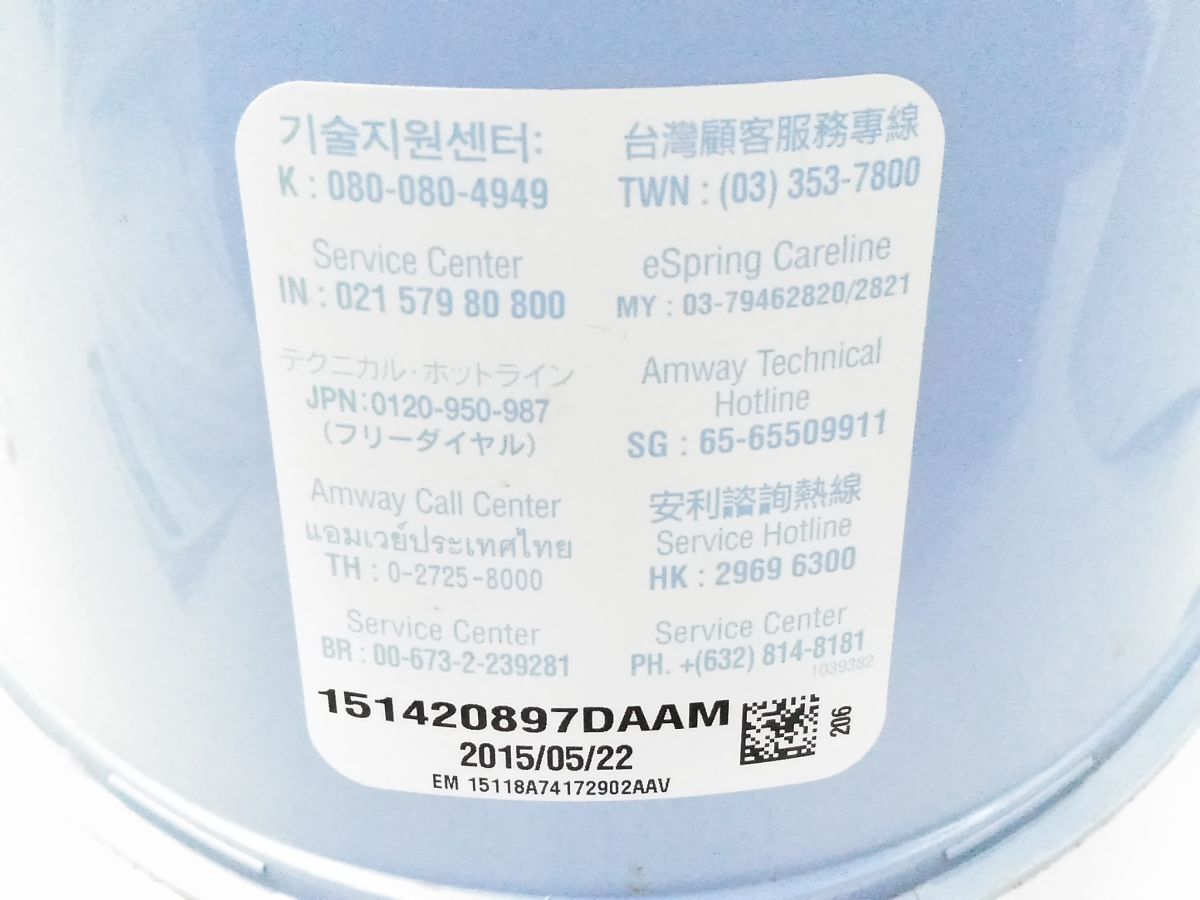 기술지원센터:
K : 080-080-4949
Service Center
IN : 021 579 80 800
テクニカル・ホットライン
JPN:0120-950-987
(フリーダイヤル)
Amway Call Center
แอมเวย์ประเทศไทย
TH : 0-2725-8000
Service Center
BR : 00-673-2-239281
台灣顧客服務專線
TWN : (03) 353-7800
eSpring Careline
MY : 03-79462820/2821
Amway Technical
Hotline
SG : 65-65509911
安利諮詢熱線
Service Hotline
HK : 2969 6300
Service Center
PH. +(632) 814-8181
1039382
151420897DAAM
2015/05/22
EM 15118A74172902AAV
206